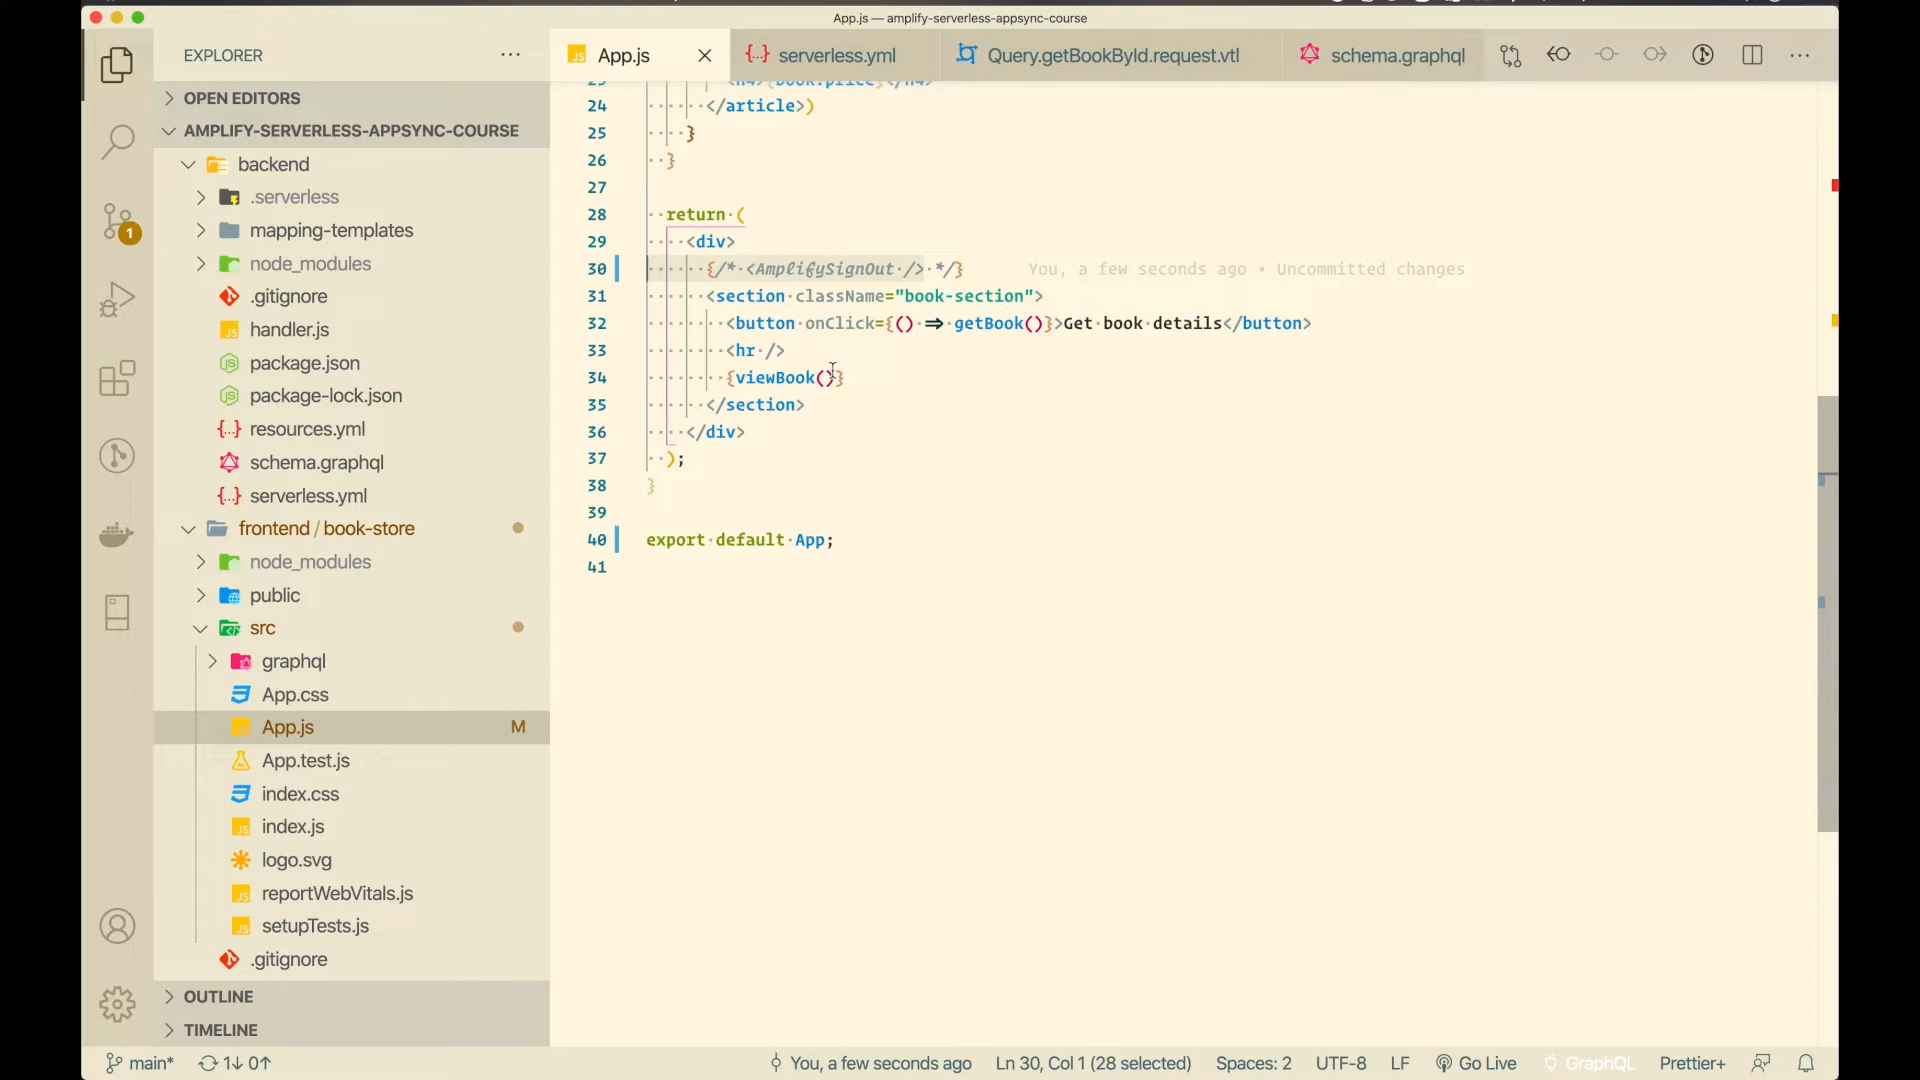 App.js — amplify-serverless-appsync-course
EXPLORER
App.js
serverless.yml
Query.getBookById.request.vtl
schema.graphql
OPEN EDITORS
AMPLIFY-SERVERLESS-APPSYNC-COURSE
backend
.serverless
mapping-templates
node_modules
.gitignore
handler.js
package.json
package-lock.json
resources.yml
schema.graphql
serverless.yml
frontend / book-store
node_modules
public
src
graphql
App.css
App.js M
App.test.js
index.css
index.js
logo.svg
reportWebVitals.js
setupTests.js
.gitignore
OUTLINE
TIMELINE
1
24 </article>)
25 }
26 }
27
28 return (
29 <div>
30 {/* <AmplifySignOut /> */} You, a few seconds ago • Uncommitted changes
31 <section className="book-section">
32 <button onClick={() => getBook()}>Get book details</button>
33 <hr />
34 {viewBook()}
35 </section>
36 </div>
37 );
38 }
39
40 export default App;
41
main* 1↓ 0↑ You, a few seconds ago Ln 30, Col 1 (28 selected) Spaces: 2 UTF-8 LF Go Live GraphQL Prettier+